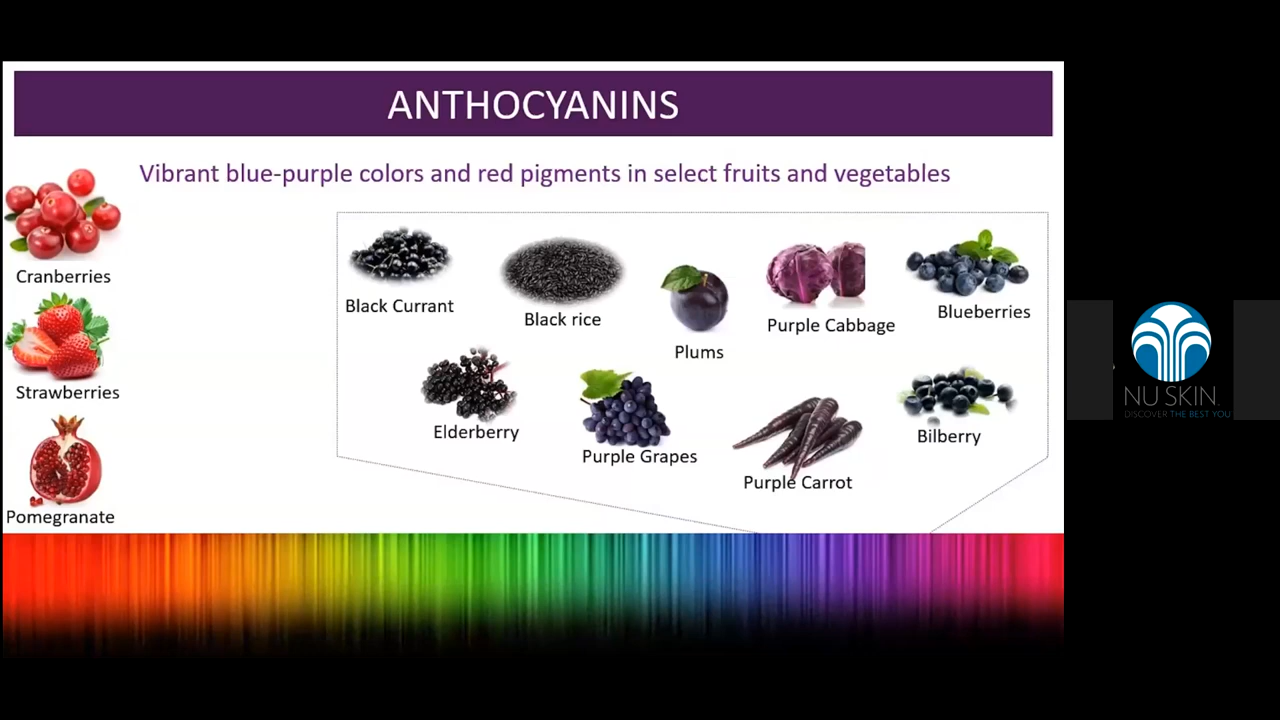 ANTHOCYANINS
Vibrant blue-purple colors and red pigments in select fruits and vegetables
Cranberries
Strawberries
Pomegranate
Black Currant
Black rice
Plums
Purple Cabbage
Blueberries
Elderberry
Purple Grapes
Purple Carrot
Bilberry
NU SKIN
DISCOVER THE BEST YOU